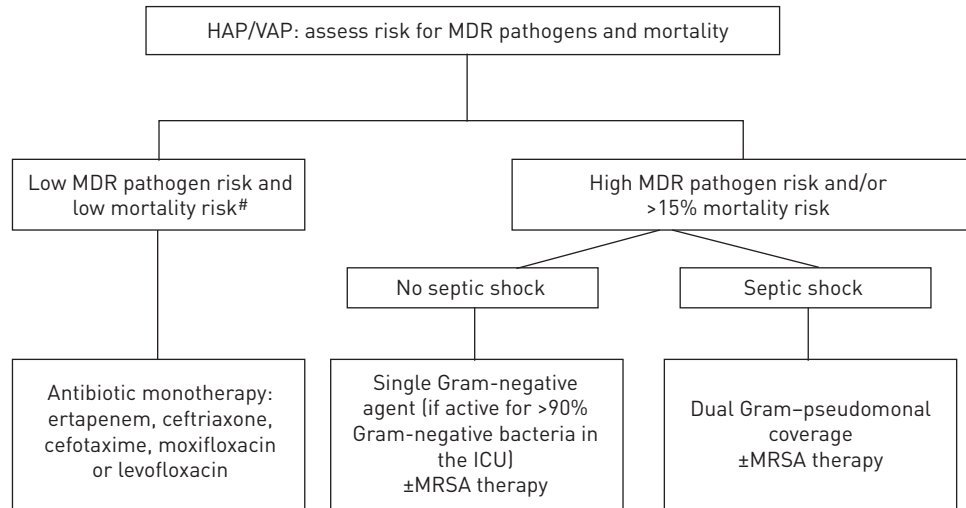 HAP/VAP: assess risk for MDR pathogens and mortality
Low MDR pathogen risk and
low mortality risk#
High MDR pathogen risk and/or
>15% mortality risk
No septic shock
Septic shock
Antibiotic monotherapy:
ertapenem, ceftriaxone,
cefotaxime, moxifloxacin
or levofloxacin
Single Gram-negative
agent (if active for >90%
Gram-negative bacteria in
the ICU)
±MRSA therapy
Dual Gram–pseudomonal
coverage
±MRSA therapy